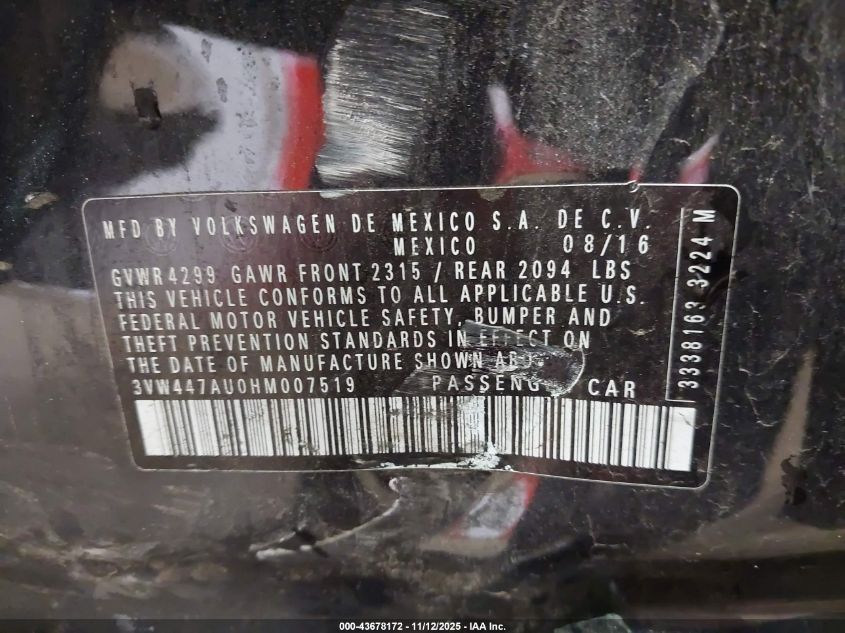 MFD BY VOLKSWAGEN DE MEXICO S.A. DE C.V.
MEXICO 08/16
GVWR 4299 GAWR FRONT 2315 / REAR 2094 LBS
THIS VEHICLE CONFORMS TO ALL APPLICABLE U.S.
FEDERAL MOTOR VEHICLE SAFETY, BUMPER AND
THEFT PREVENTION STANDARDS IN EFFECT ON
THE DATE OF MANUFACTURE SHOWN
3VW447AU0HM007519 CAR
3338163 3224 M
000-43678172 - 11/12/2025 - IAA Inc.